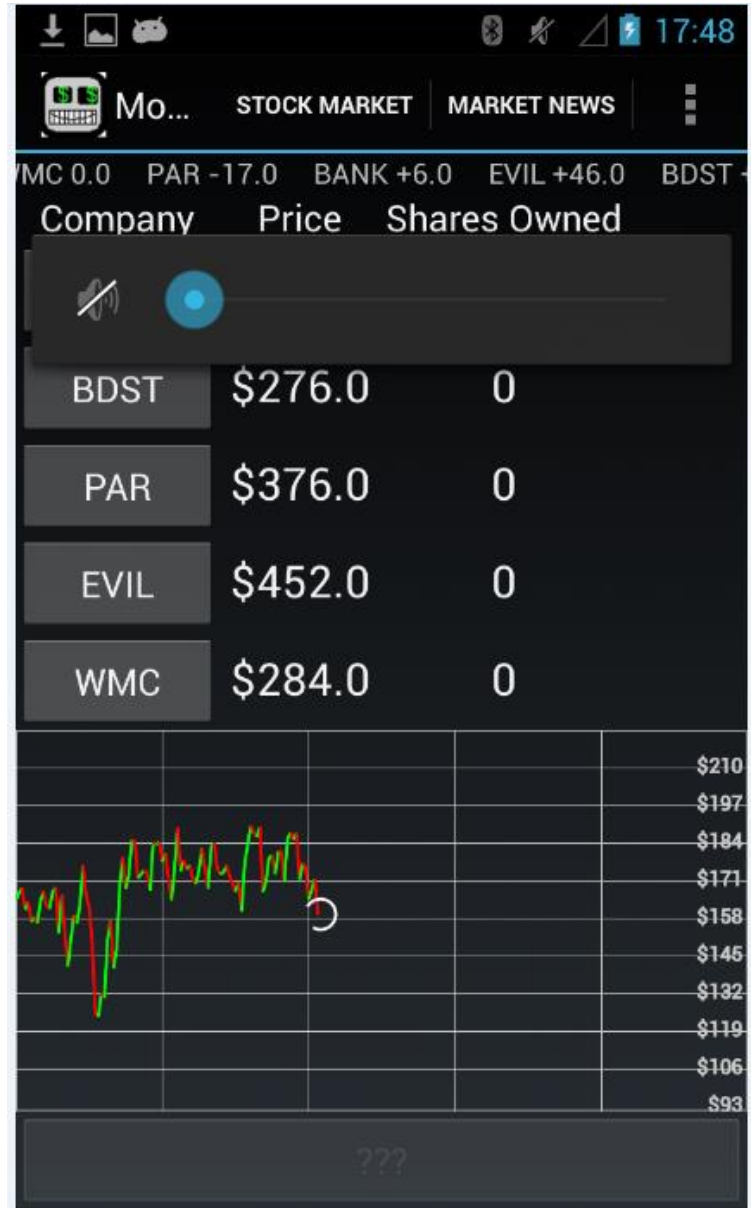 17:48
Mo... STOCK MARKET MARKET NEWS
MC 0.0 PAR -17.0 BANK +6.0 EVIL +46.0 BDST
Company Price Shares Owned
BDST $276.0 0
PAR $376.0 0
EVIL $452.0 0
WMC $284.0 0
$210
$197
$184
$171
$158
$145
$132
$119
$106
$93
???